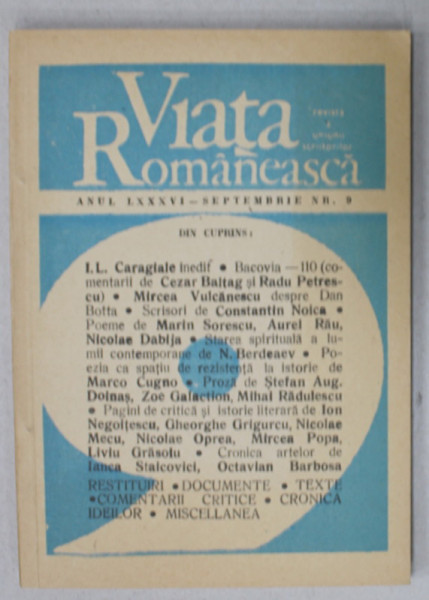 Viața
Românească
revistă
a
uniunii
scriitorilor
ANUL LXXXVI — SEPTEMBRIE NR. 9
DIN CUPRINS:
I.L. Caragiale inedit • Bacovia — 110 (co-
mentarii de Cezar Baltag și Radu Petres-
cu) • Mircea Vulcănescu despre Dan
Botta • Scrisori de Constantin Noica •
Poeme de Marin Sorescu, Aurel Rău,
Nicolae Dabija • Starea spirituală a lu-
mii contemporane de N. Berdeaev • Po-
ezia ca spațiu de rezistență la istorie de
Marco Cugno • Proză de Ștefan Aug.
Doinaș, Zoe Galaction, Mihai Rădulescu
• Pagini de critică și istorie literară de Ion
Negoițescu, Gheorghe Grigurcu, Nicolae
Mecu, Nicolae Oprea, Mircea Popa,
Liviu Grăsoiu • Cronica artelor de
Ianca Staicovici, Octavian Barbosa
RESTITUIRI • DOCUMENTE • TEXTE
• COMENTARII CRITICE • CRONICA
IDEILOR • MISCELLANEA